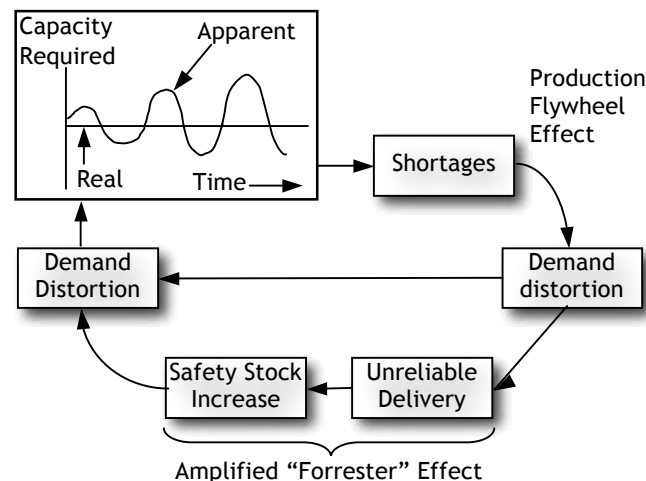 Capacity
Required
Apparent
Real
Time
Production
Flywheel
Effect
Shortages
Demand
Distortion
Demand
distortion
Safety Stock
Increase
Unreliable
Delivery
Amplified “Forrester” Effect